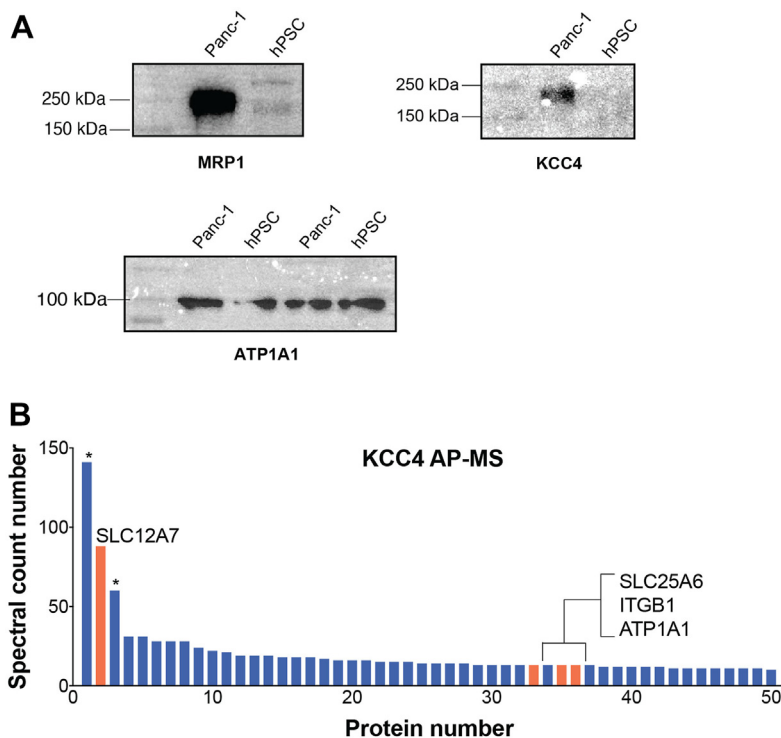 A
Panc-1
hPSC
250 kDa
150 kDa
MRP1
Panc-1
hPSC
250 kDa
150 kDa
KCC4
Panc-1
hPSC
Panc-1
hPSC
100 kDa
ATP1A1
B
KCC4 AP-MS
Spectral count number
150
100
50
0
*
SLC12A7
*
SLC25A6
ITGB1
ATP1A1
0
10
20
30
40
50
Protein number